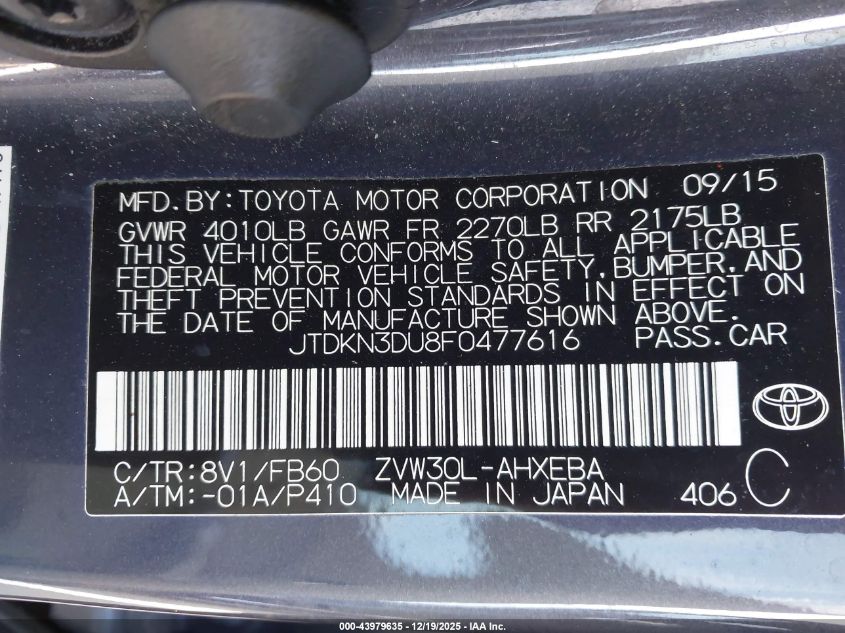 MFD.BY:TOYOTA MOTOR CORPORATION 09/15
GVWR 4010LB GAWR FR 2270LB RR 2175LB
THIS VEHICLE CONFORMS TO ALL APPLICABLE
FEDERAL MOTOR VEHICLE SAFETY,BUMPER,AND
THEFT PREVENTION STANDARDS IN EFFECT ON
THE DATE OF MANUFACTURE SHOWN ABOVE.
JTDKN3DU8F0477616 PASS.CAR
C/TR:8V1/FB60 ZVW30L-AHXEBA
A/TM:-01A/P410 MADE IN JAPAN 406 C
000-43979635 - 12/19/2025 - IAA Inc.